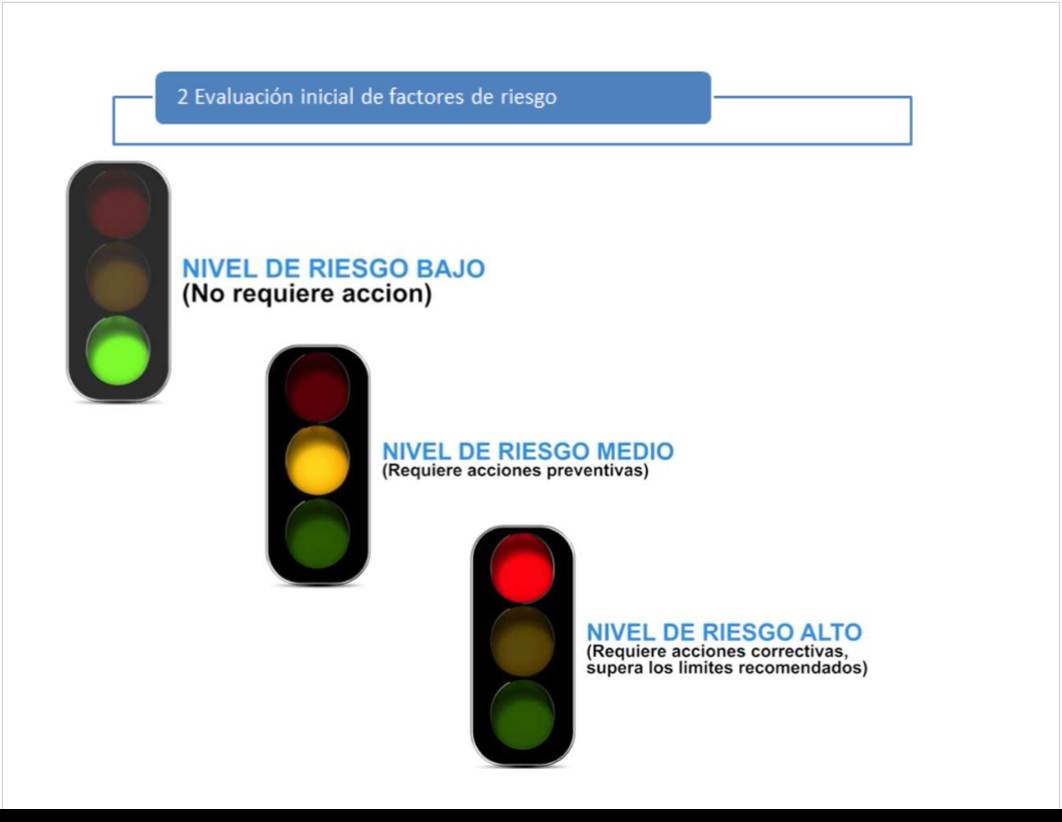 2 Evaluación inicial de factores de riesgo
NIVEL DE RIESGO BAJO
(No requiere accion)
NIVEL DE RIESGO MEDIO
(Requiere acciones preventivas)
NIVEL DE RIESGO ALTO
(Requiere acciones correctivas,
supera los limites recomendados)